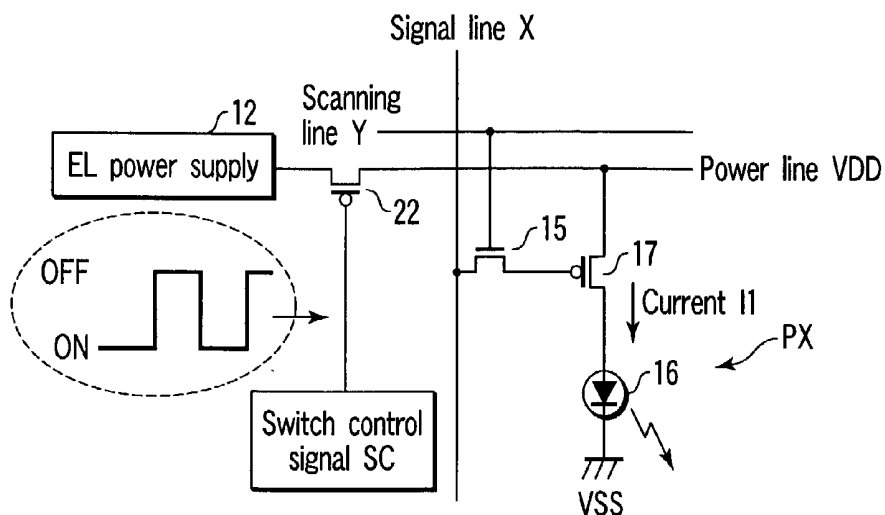 Signal line X
Scanning
line Y
12
EL power supply
Power line VDD
22
15
17
OFF
ON
Current I1
PX
16
Switch control
signal SC
VSS